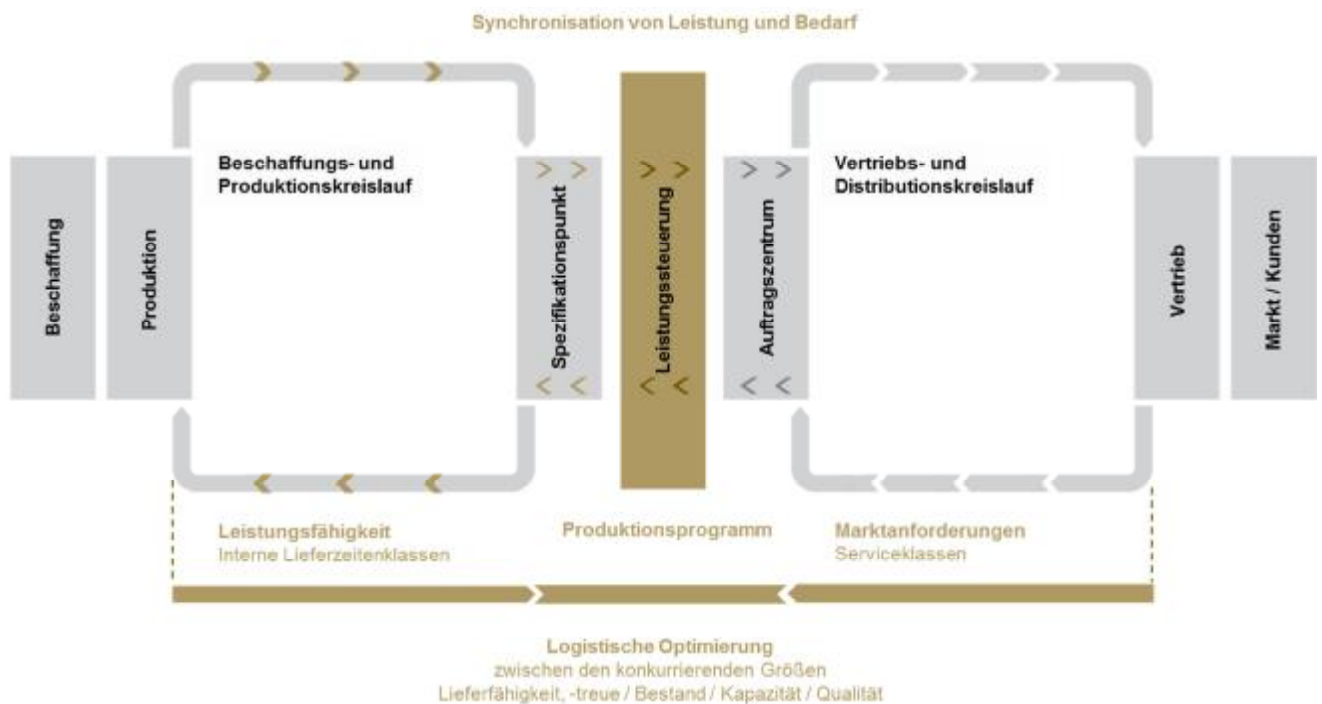 Synchronisation von Leistung und Bedarf
Beschaffungs- und
Produktionskreislauf
Vertriebs- und
Distributionskreislauf
Beschaffung
Produktion
Spezifikationspunkt
Leistungssteuerung
Auftragszentrum
Vertrieb
Markt / Kunden
Leistungsfähigkeit
Interne Lieferzeitenklassen
Produktionsprogramm
Marktanforderungen
Serviceklassen
Logistische Optimierung
zwischen den konkurrierenden Größen
Lieferfähigkeit, -treue / Bestand / Kapazität / Qualität